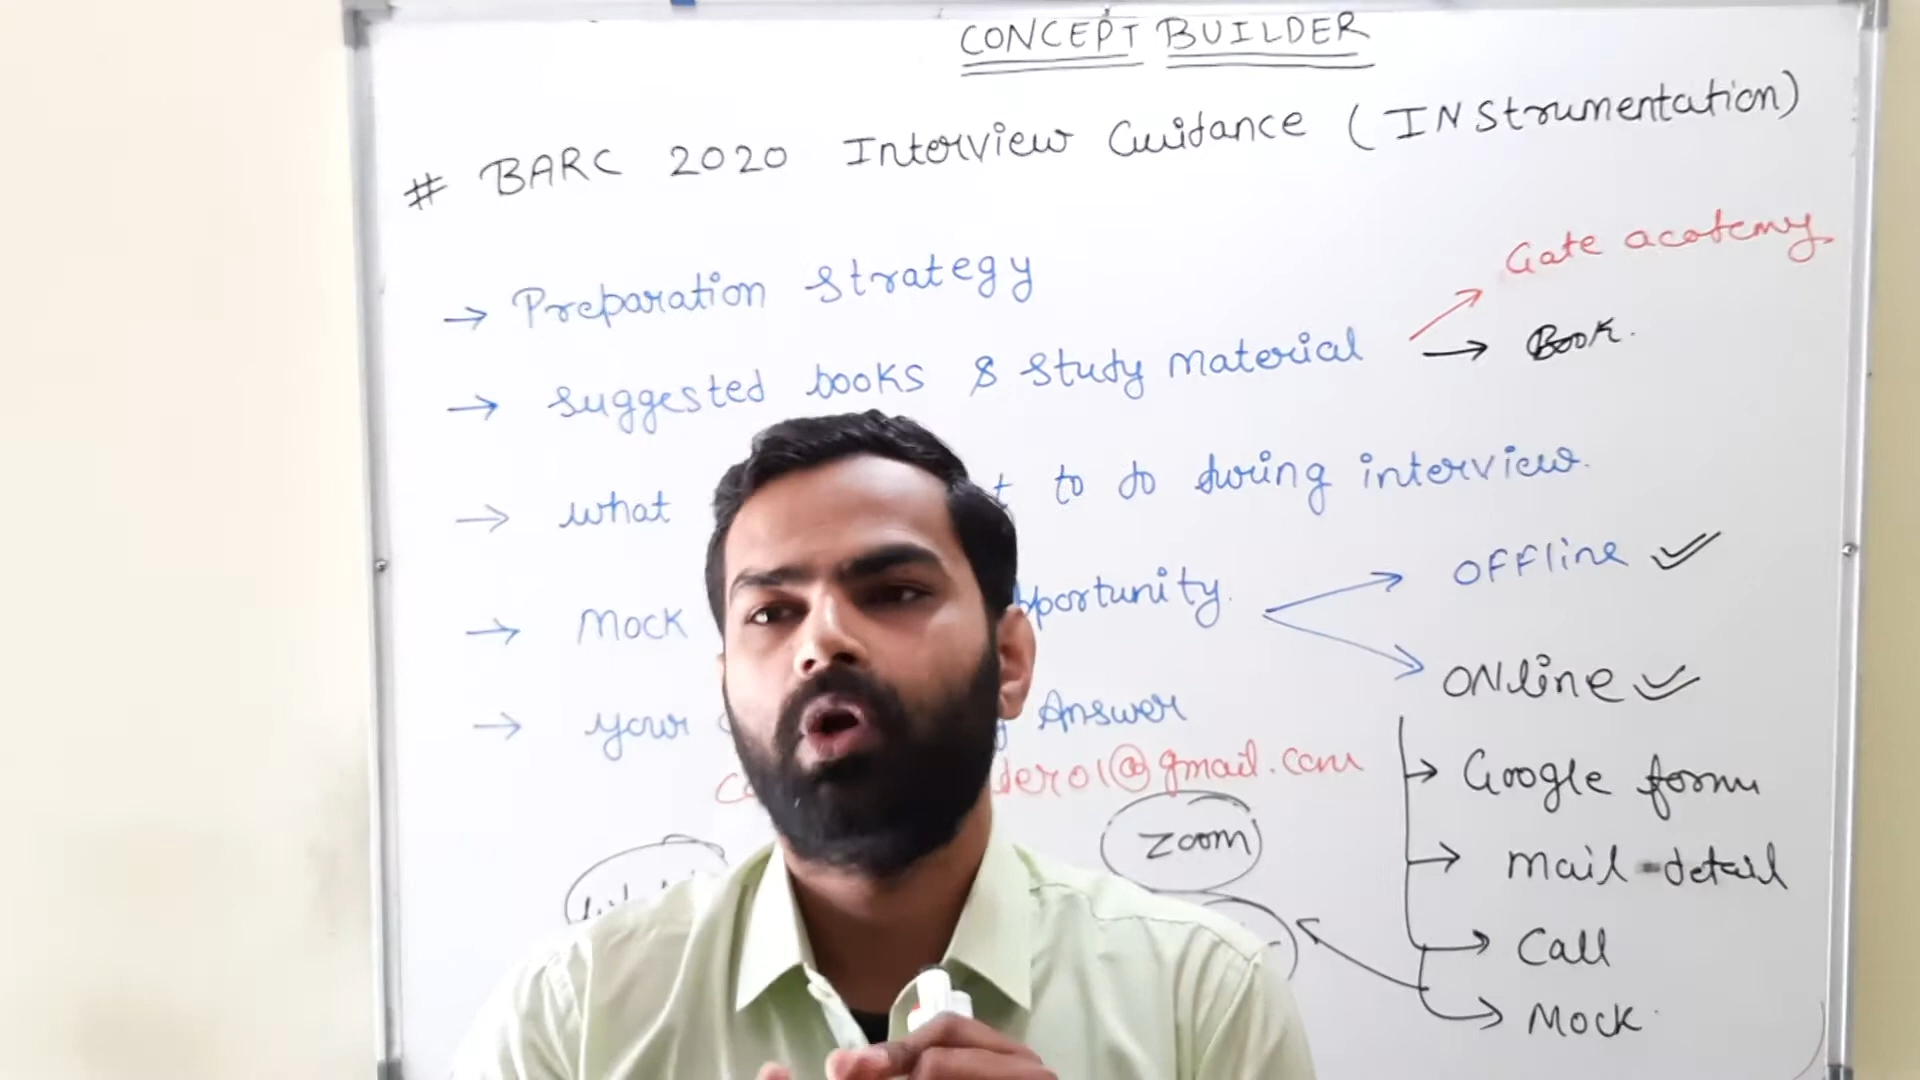 CONCEPT BUILDER
# BARC 2020 Interview Guidance (INStrumentation)
→ Preparation strategy
→ suggested books & study material
→ Gate academy
→ Book.
→ what to do during interview.
→ Mock pportunity.
→ OFFline
→ ONline
→ your Answer
dero1@gmail.com
zoom
→ Google form
→ mail-detail
→ Call
→ Mock.